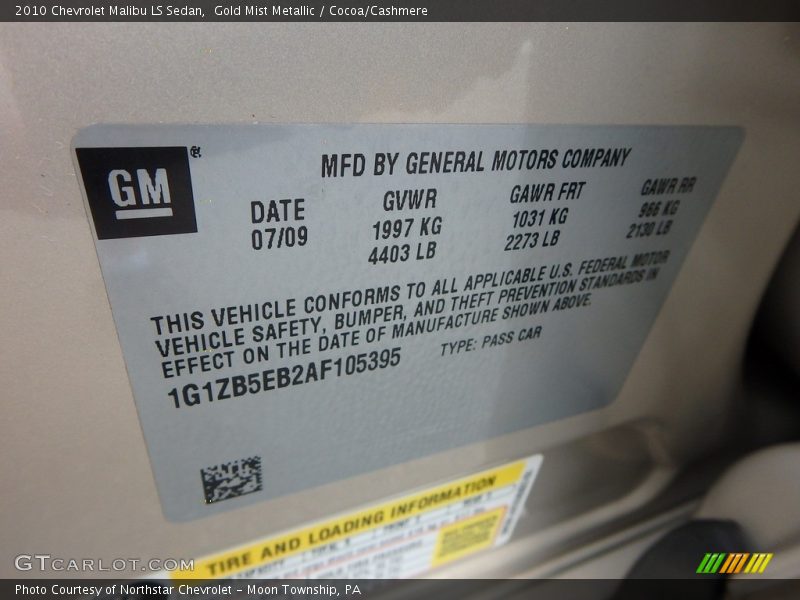 2010 Chevrolet Malibu LS Sedan,  Gold Mist Metallic / Cocoa/Cashmere
GM®
MFD BY GENERAL MOTORS COMPANY
DATE GVWR GAWR FRT GAWR RR
07/09 1997 KG 1031 KG 966 KG
4403 LB 2273 LB 2130 LB
THIS VEHICLE CONFORMS TO ALL APPLICABLE U.S. FEDERAL MOTOR
VEHICLE SAFETY, BUMPER, AND THEFT PREVENTION STANDARDS IN
EFFECT ON THE DATE OF MANUFACTURE SHOWN ABOVE.
1G1ZB5EB2AF105395 TYPE: PASS CAR
TIRE AND LOADING INFORMATION
GTCARLOT.COM
Photo Courtesy of Northstar Chevrolet – Moon Township, PA